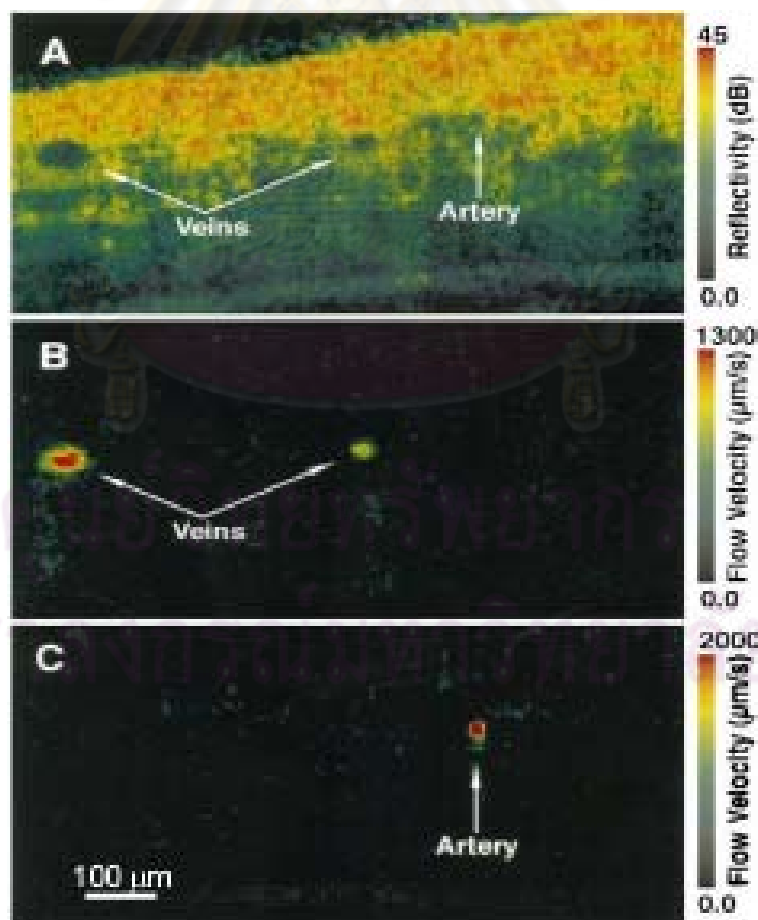 A
Veins
Artery
45
Reflectivity (dB)
0.0
B
Veins
1300
Flow Velocity (µm/s)
0.0
C
Artery
100 µm
2000
Flow Velocity (µm/s)
0.0